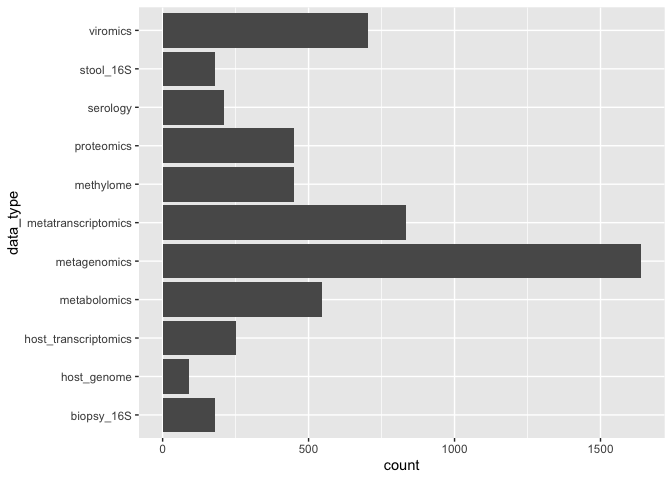 viromics
stool_16S
serology
proteomics
methylome
metatranscriptomics
metagenomics
metabolomics
host_transcriptomics
host_genome
biopsy_16S
data_type
0 500 1000 1500
count